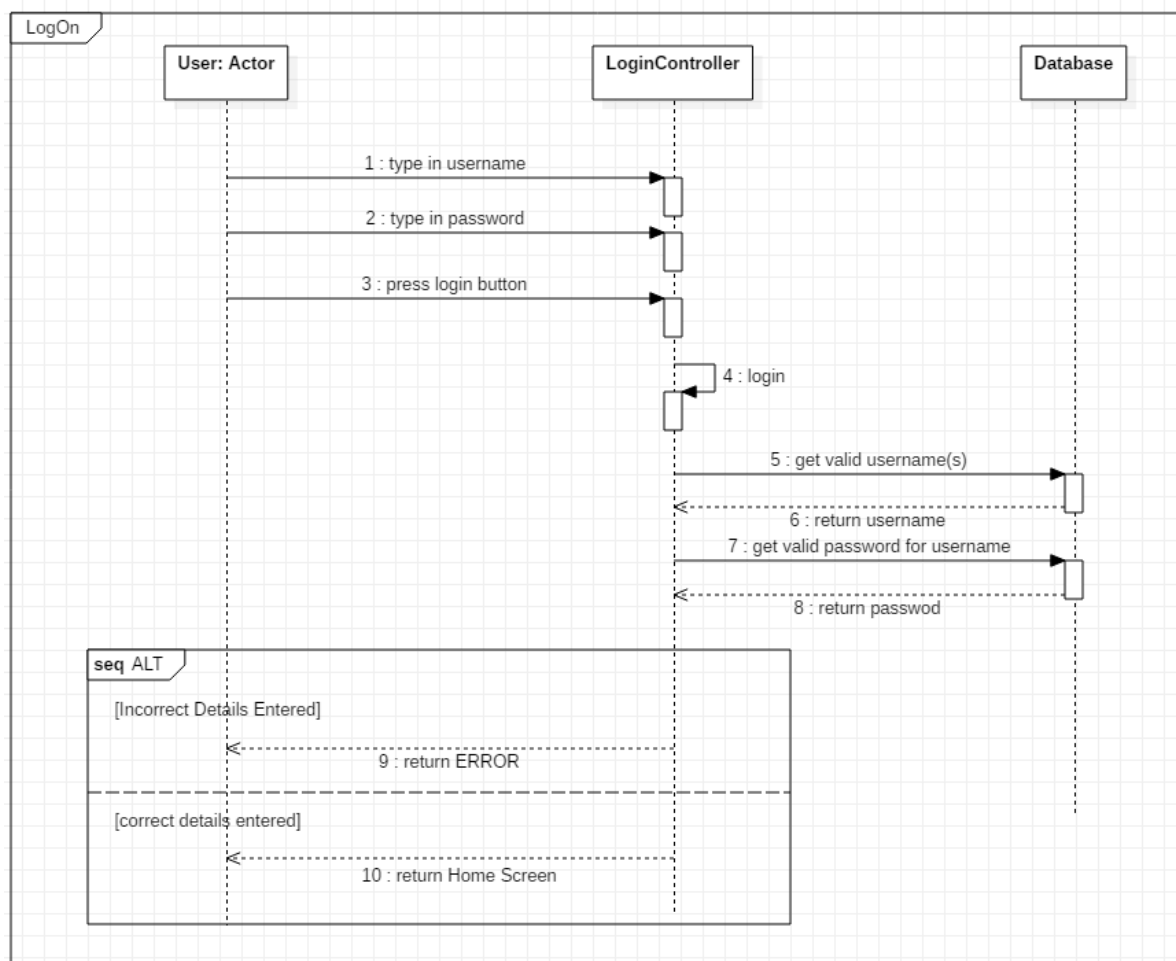 LogOn
User: Actor
LoginController
Database
1 : type in username
2 : type in password
3 : press login button
4 : login
5 : get valid username(s)
6 : return username
7 : get valid password for username
8 : return passwod
seq ALT
[Incorrect Details Entered]
9 : return ERROR
[correct details entered]
10 : return Home Screen